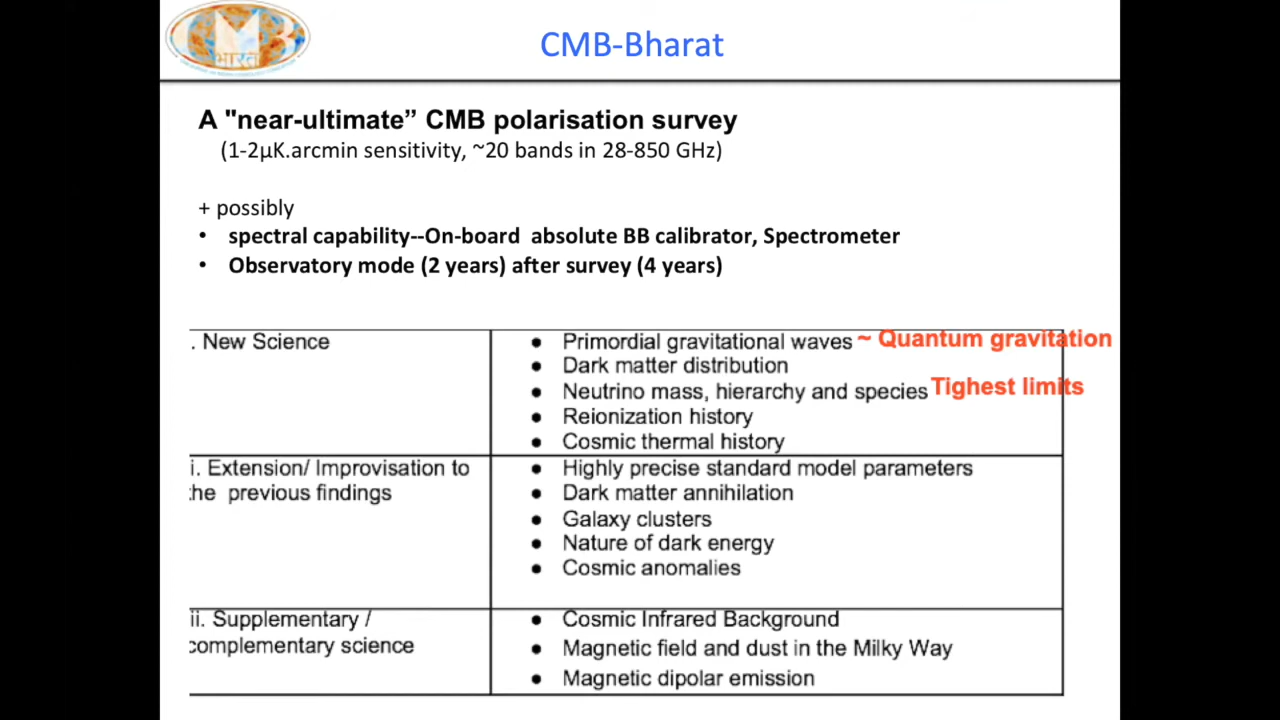 CMB
भारत
CMB-Bharat
A "near-ultimate” CMB polarisation survey
(1-2µK.arcmin sensitivity, ~20 bands in 28-850 GHz)
+ possibly
• spectral capability--On-board absolute BB calibrator, Spectrometer
• Observatory mode (2 years) after survey (4 years)
. New Science
● Primordial gravitational waves ~ Quantum gravitation
● Dark matter distribution
● Neutrino mass, hierarchy and species Tighest limits
● Reionization history
● Cosmic thermal history
i. Extension/ Improvisation to
the previous findings
● Highly precise standard model parameters
● Dark matter annihilation
● Galaxy clusters
● Nature of dark energy
● Cosmic anomalies
ii. Supplementary /
complementary science
● Cosmic Infrared Background
● Magnetic field and dust in the Milky Way
● Magnetic dipolar emission